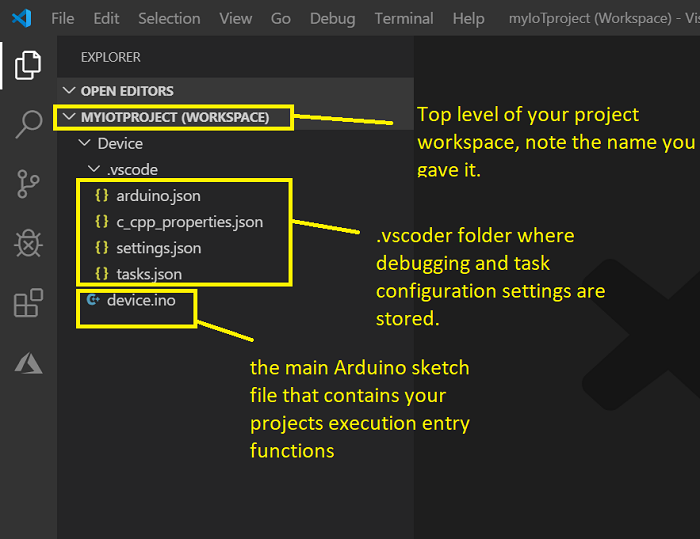 File Edit Selection View Go Debug Terminal Help myIoTproject (Workspace) - Vis
EXPLORER
OPEN EDITORS
MYIOTPROJECT (WORKSPACE)
Top level of your project
workspace, note the name you
gave it.
Device
.vscode
arduino.json
c_cpp_properties.json
settings.json
tasks.json
.vscoder folder where
debugging and task
configuration settings are
stored.
device.ino
the main Arduino sketch
file that contains your
projects execution entry
functions